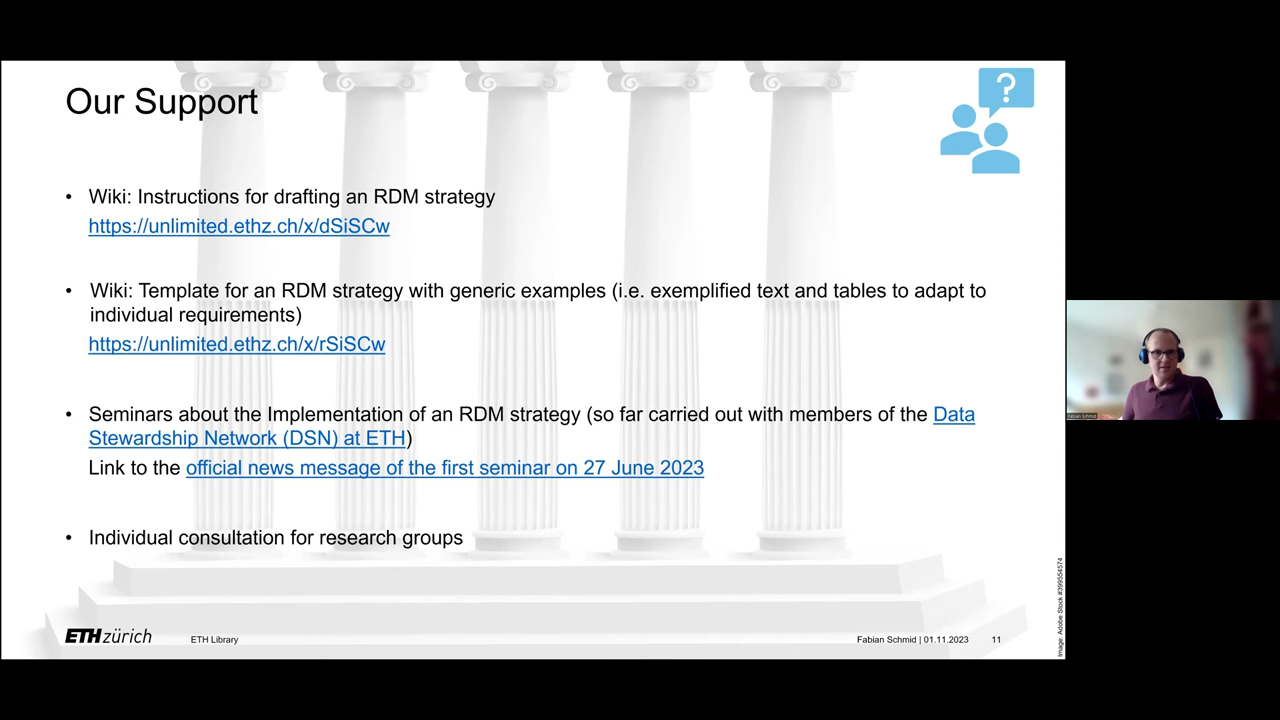 Our Support
?
• Wiki: Instructions for drafting an RDM strategy
https://unlimited.ethz.ch/x/dSiSCw
• Wiki: Template for an RDM strategy with generic examples (i.e. exemplified text and tables to adapt to
individual requirements)
https://unlimited.ethz.ch/x/rSiSCw
• Seminars about the Implementation of an RDM strategy (so far carried out with members of the Data
Stewardship Network (DSN) at ETH)
Link to the official news message of the first seminar on 27 June 2023
• Individual consultation for research groups
ETH zürich
ETH Library
Fabian Schmid | 01.11.2023
11
Image: Adobe Stock #399554574
Fabian Schmid